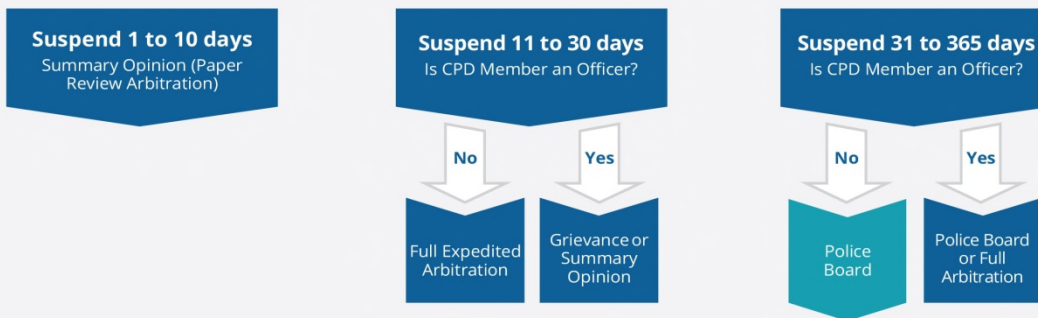 Suspend 1 to 10 days
Summary Opinion (Paper
Review Arbitration)
Suspend 11 to 30 days
Is CPD Member an Officer?
No
Yes
Full Expedited
Arbitration
Grievance or
Summary
Opinion
Suspend 31 to 365 days
Is CPD Member an Officer?
No
Yes
Police
Board
Police Board
or Full
Arbitration